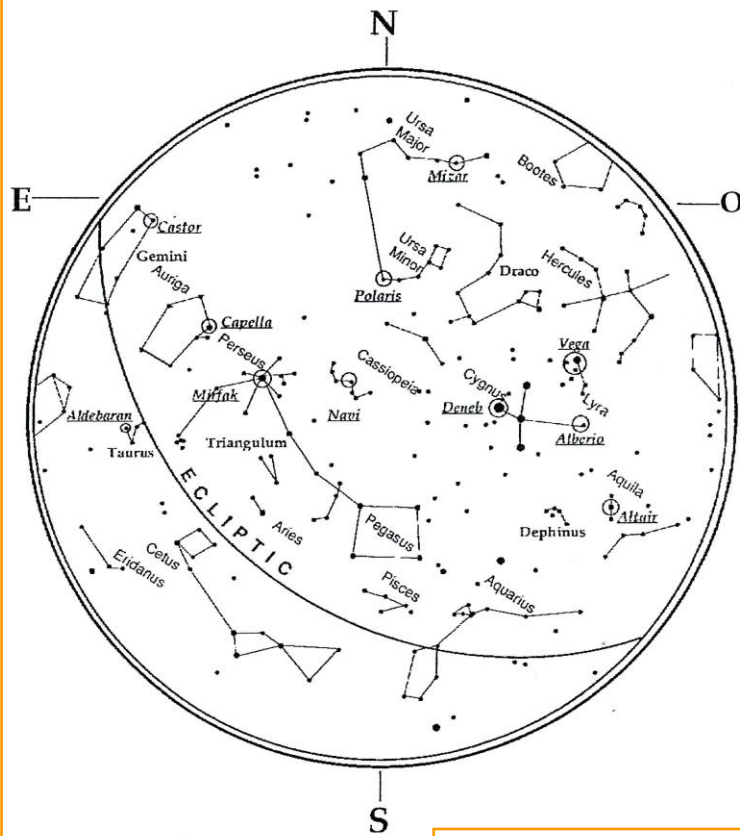 N
Ursa
Major
Mizar
Bootes
E
O
Castor
Gemini
Ursa
Minor
Draco
Hercules
Auriga
Polaris
Capella
Perseus
Vega
Cassiopeia
Cygnus
Mirfak
Navi
Deneb
Lyra
Aldebaran
Alberio
Taurus
Triangulum
Aquila
ECLIPTIC
Altair
Aries
Pegasus
Dephinus
Cetus
Eridanus
Pisces
Aquarius
S